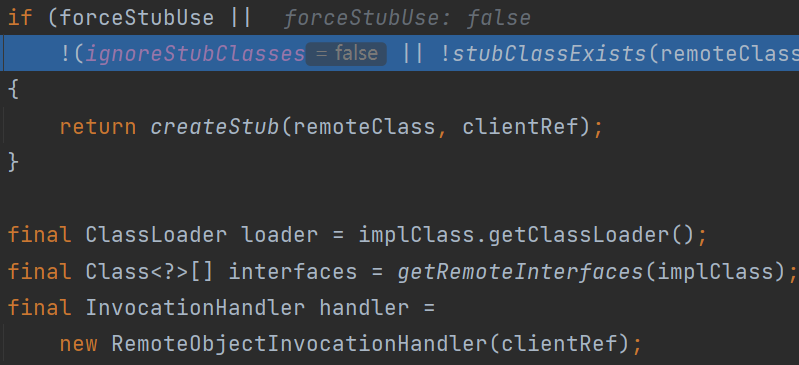 if (forceStubUse ||   forceStubUse: false
    !(ignoreStubClasses = false || !stubClassExists(remoteClass
{
    return createStub(remoteClass, clientRef);
}

final ClassLoader loader = implClass.getClassLoader();
final Class<?>[] interfaces = getRemoteInterfaces(implClass);
final InvocationHandler handler =
    new RemoteObjectInvocationHandler(clientRef);